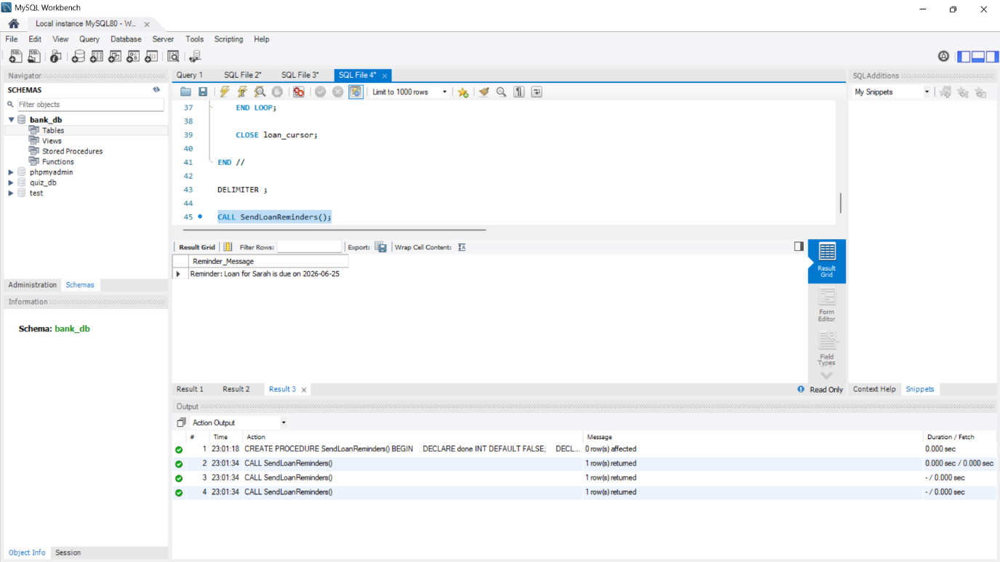 MySQL Workbench
Local instance MySQL80 - W...
File Edit View Query Database Server Tools Scripting Help
Navigator
SCHEMAS
Filter objects
bank_db
Tables
Views
Stored Procedures
Functions
phpmyadmin
quiz_db
test
Administration Schemas
Information
Schema: bank_db
Object Info Session
Query 1 SQL File 2* SQL File 3* SQL File 4*
Limit to 1000 rows
37 END LOOP;
38
39 CLOSE loan_cursor;
40
41 END //
42
43 DELIMITER ;
44
45 CALL SendLoanReminders();
Result Grid Filter Rows: Export: Wrap Cell Content:
Reminder_Message
Reminder: Loan for Sarah is due on 2026-06-25
Result
Grid
Form
Editor
Field
Types
Result 1 Result 2 Result 3 Read Only
SQLAdditions
My Snippets
Context Help Snippets
Output
Action Output
# Time Action Message Duration / Fetch
1 23:01:18 CREATE PROCEDURE SendLoanReminders() BEGIN DECLARE done INT DEFAULT FALSE; DECL... 0 row(s) affected 0.000 sec
2 23:01:34 CALL SendLoanReminders() 1 row(s) returned 0.000 sec / 0.000 sec
3 23:01:34 CALL SendLoanReminders() 1 row(s) returned - / 0.000 sec
4 23:01:34 CALL SendLoanReminders() 1 row(s) returned - / 0.000 sec